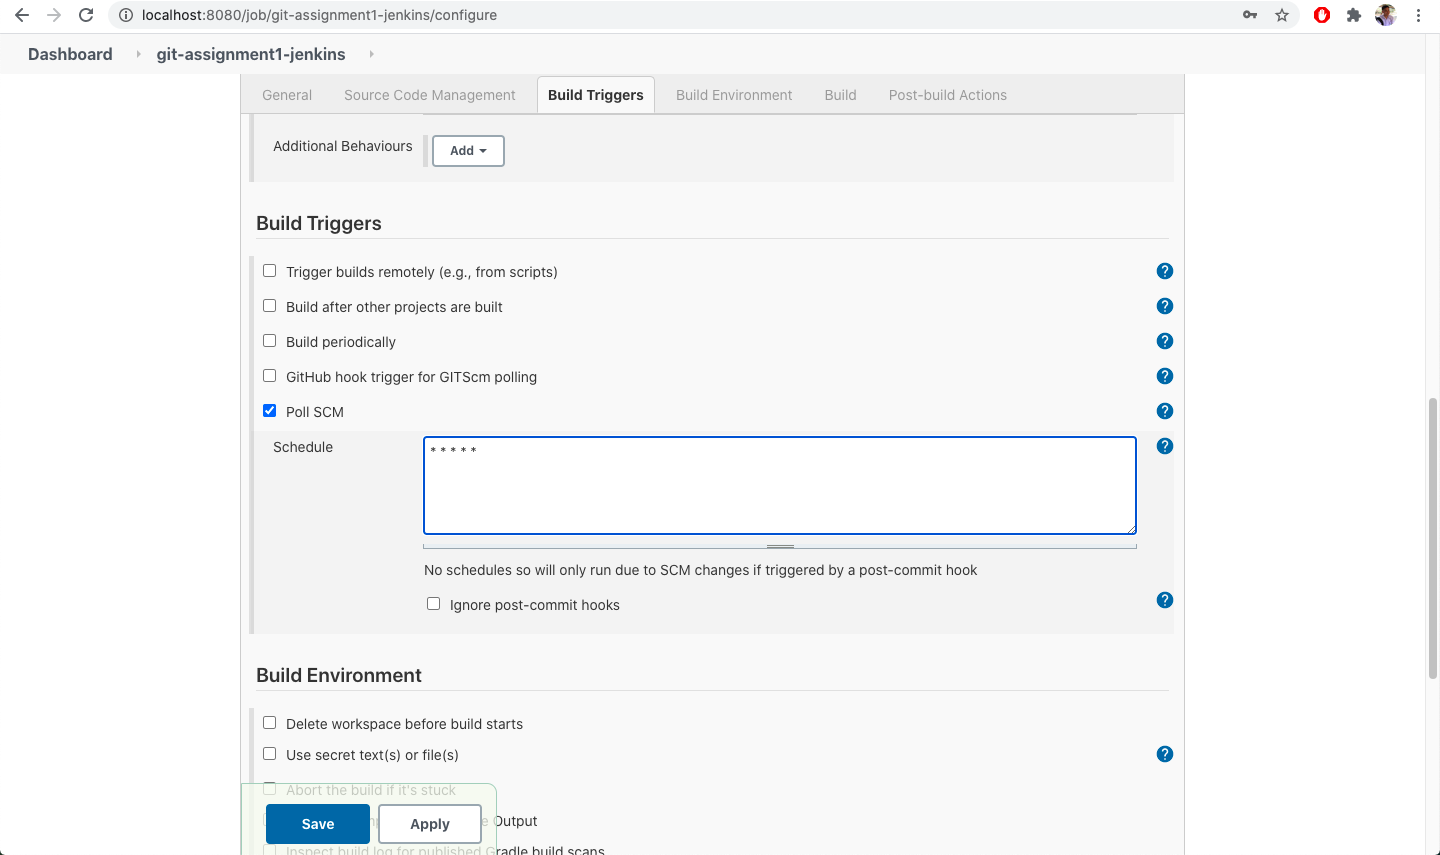 localhost:8080/job/git-assignment1-jenkins/configure
Dashboard git-assignment1-jenkins
General Source Code Management Build Triggers Build Environment Build Post-build Actions
Additional Behaviours Add
Build Triggers
Trigger builds remotely (e.g., from scripts)
Build after other projects are built
Build periodically
GitHub hook trigger for GITScm polling
Poll SCM
Schedule * * * * *
No schedules so will only run due to SCM changes if triggered by a post-commit hook
Ignore post-commit hooks
Build Environment
Delete workspace before build starts
Use secret text(s) or file(s)
Abort the build if it's stuck
Save Apply Output
Inspect build log for published Gradle build scans